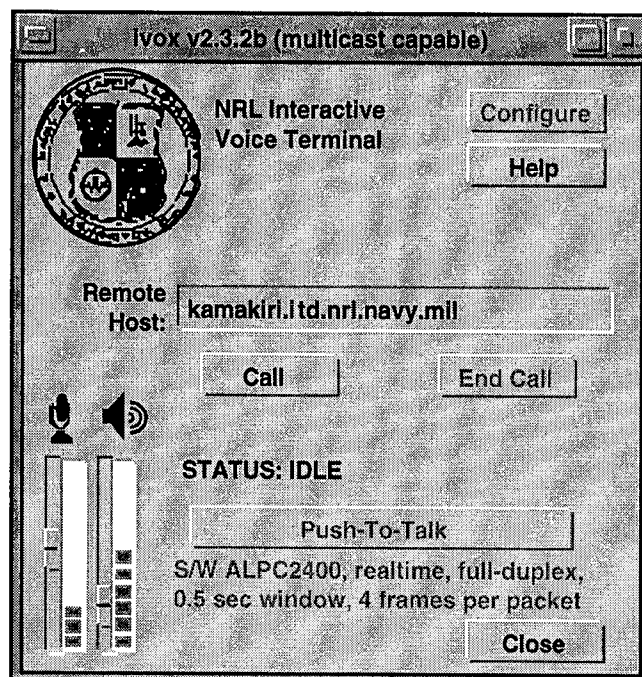 ivox v2.3.2b (multicast capable)
NRL Interactive
Voice Terminal
Configure
Help
Remote
Host:
kamakiri.itd.nrl.navy.mil
Call
End Call
STATUS: IDLE
Push-To-Talk
S/W ALPC2400, realtime, full-duplex,
0.5 sec window, 4 frames per packet
Close